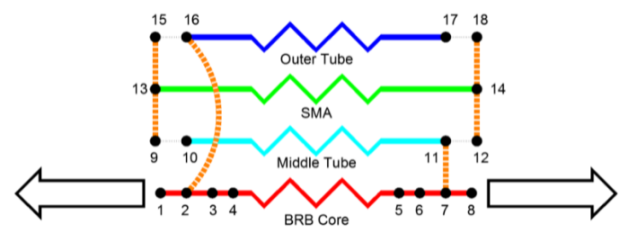 15 16 17 18
Outer Tube
13 14
SMA
9 10 Middle Tube 11 12
1 2 3 4 5 6 7 8
BRB Core